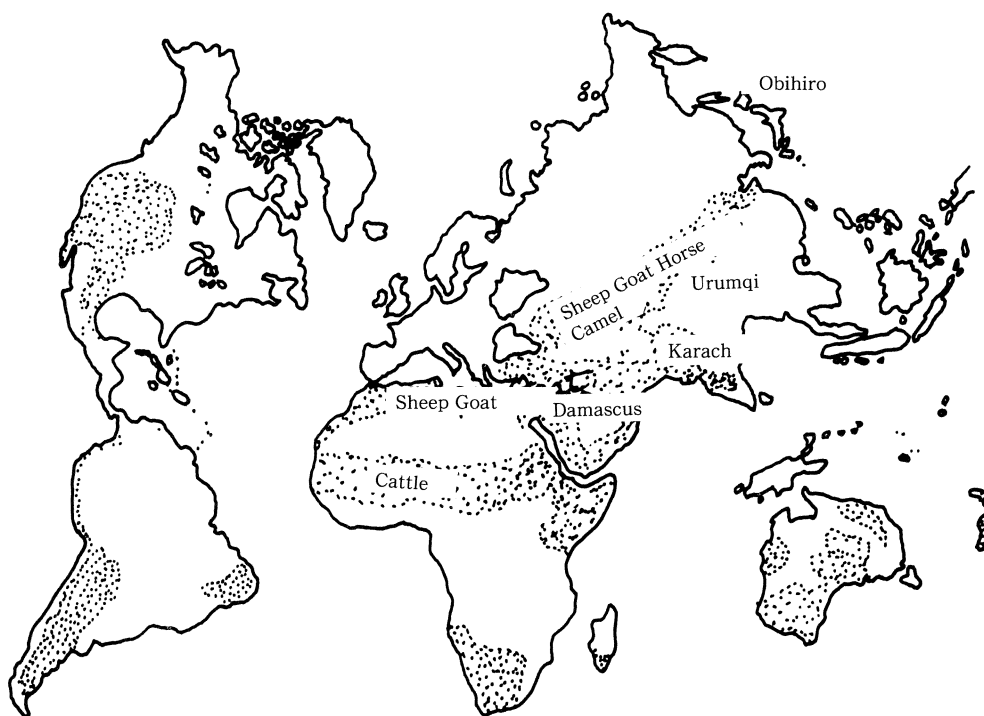 Obihiro
Sheep Goat Horse
Camel
Urumqi
Karach
Sheep Goat
Damascus
Cattle